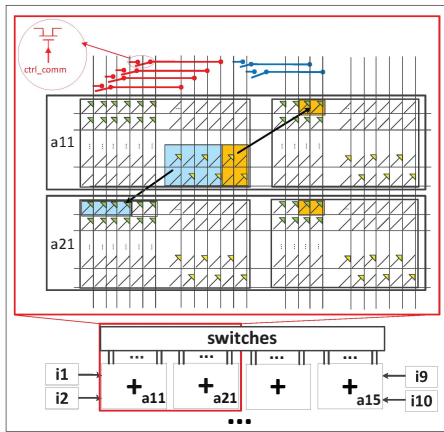 ctrl_comm
a11
a21
switches
... ... ... ...
i1
i2
+ a11
+ a21
+
+ a15
i9
i10
...